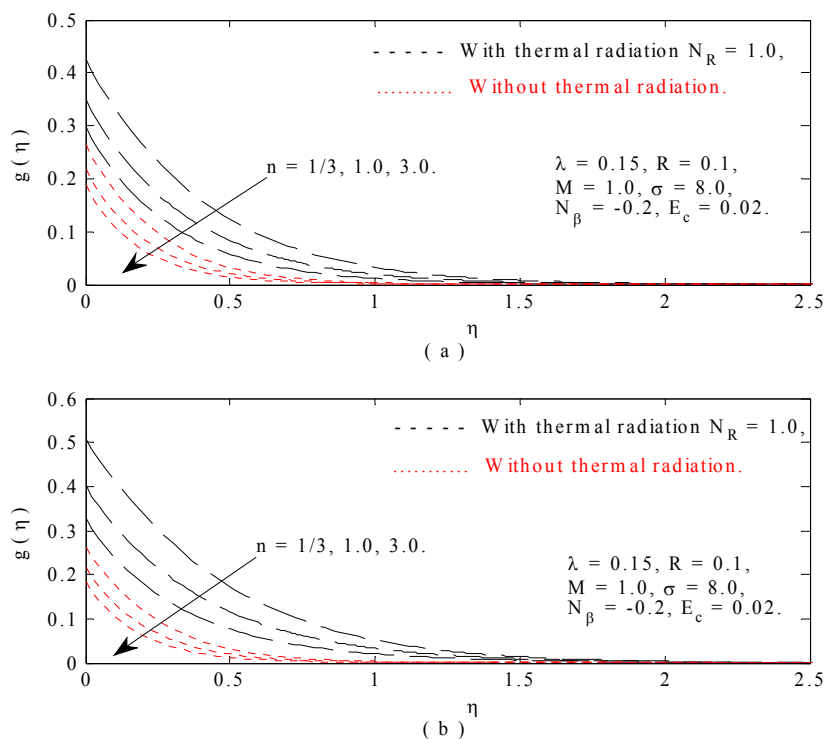 0.5
- - - - - With thermal radiation N_R = 1.0,
0.4
.......... Without thermal radiation.
0.3
g(η)
n = 1/3, 1.0, 3.0.
λ = 0.15, R = 0.1,
0.2
M = 1.0, σ = 8.0,
N_β = -0.2, E_c = 0.02.
0.1
0
0 0.5 1 1.5 2 2.5
η
( a )
0.6
- - - - - With thermal radiation N_R = 1.0,
0.5
........... Without thermal radiation.
0.4
g(η)
0.3
n = 1/3, 1.0, 3.0.
λ = 0.15, R = 0.1,
0.2
M = 1.0, σ = 8.0,
0.1
N_β = -0.2, E_c = 0.02.
0
0 0.5 1 1.5 2 2.5
η
( b )